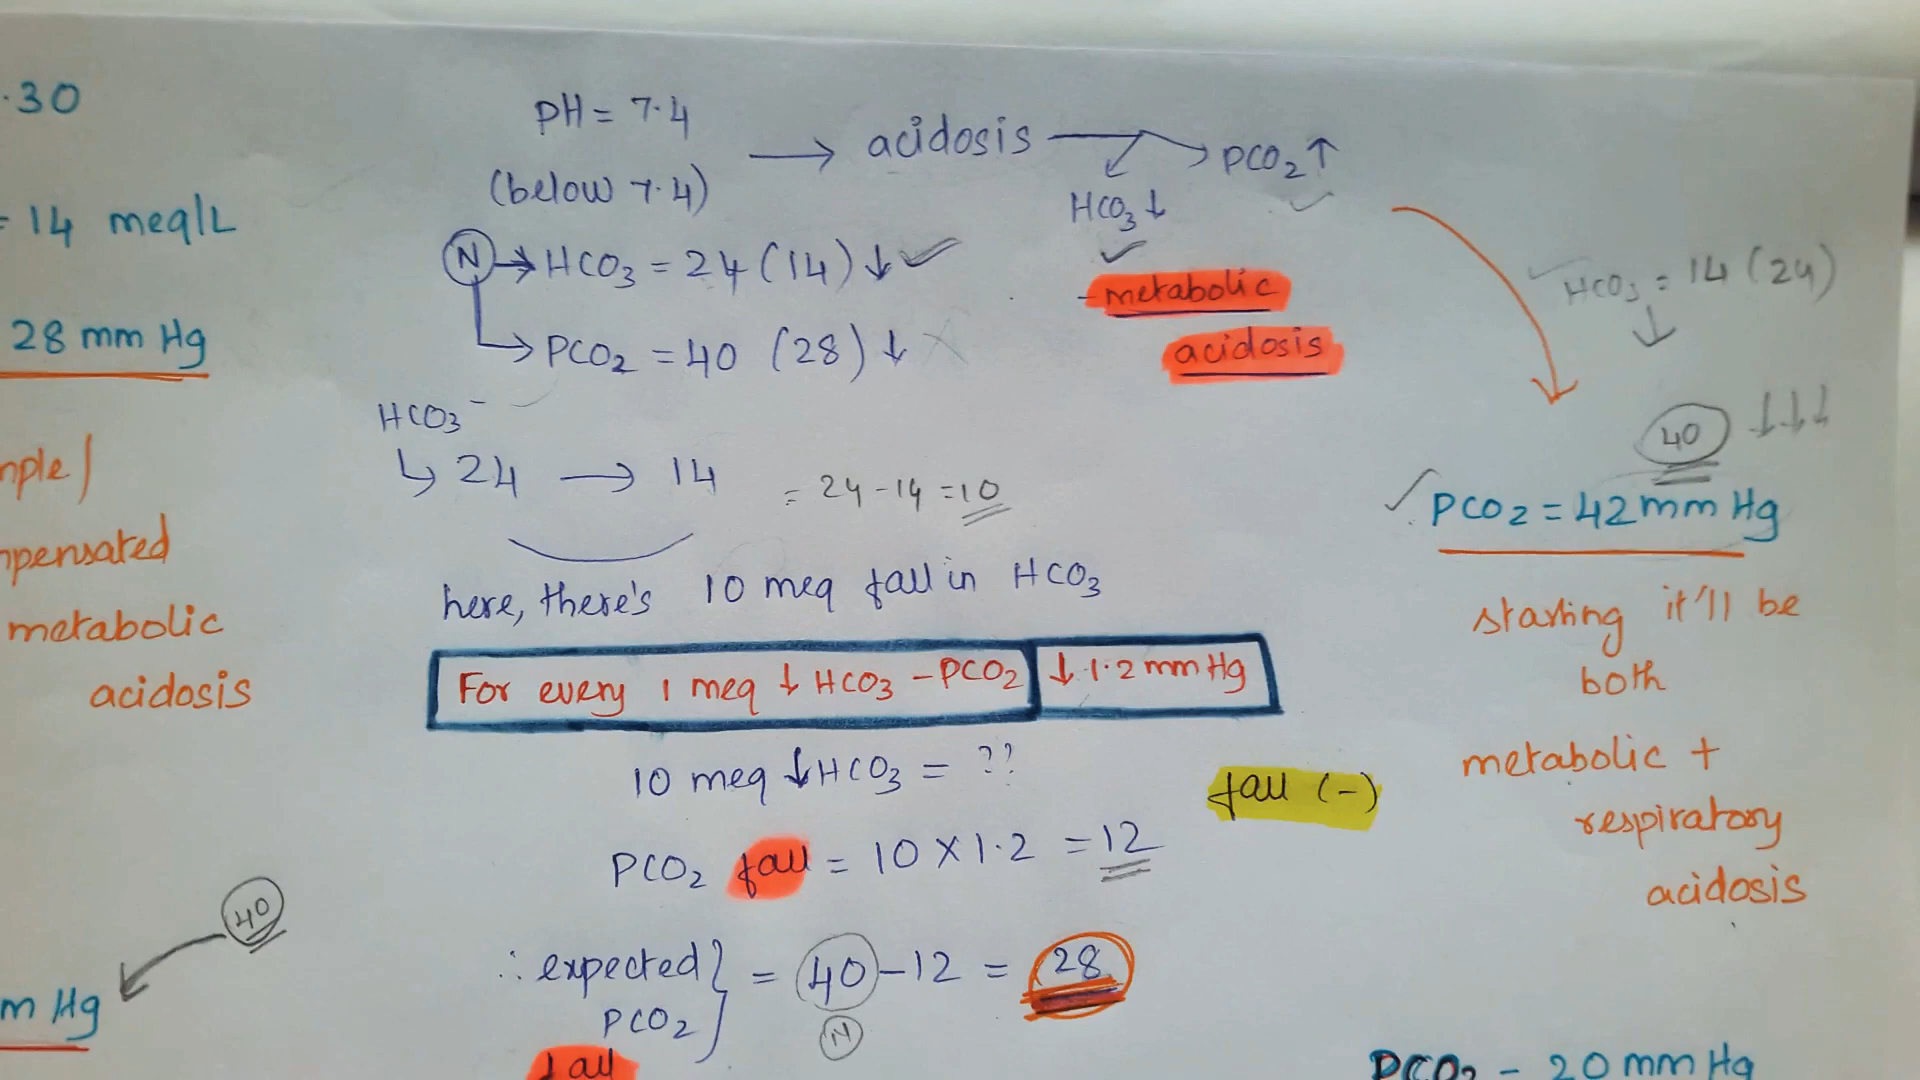 .30
= 14 meq/L
28 mm Hg
metabolic
acidosis
40
m Hg
PH = 7.4
(below 7.4)
→ acidosis → PCO2 ↑
HCO3 ↓
- metabolic
acidosis
N → HCO3 = 24 (14) ↓ ✓
→ PCO2 = 40 (28) ↓ ×
HCO3-
↳ 24 → 14 = 24-14 = 10
here, there's 10 meq fall in HCO3
For every 1 meq ↓ HCO3 - PCO2 ↓ 1.2 mm Hg
10 meq ↓ HCO3 = ??
fall (-)
PCO2 fall = 10 X 1.2 = 12
∴ expected } = 40 - 12 = 28
PCO2
N
fall
HCO3 = 14 (24)
↓
40 ↓↓↓
✓ PCO2 = 42 mm Hg
starting it'll be
both
metabolic +
respiratory
acidosis
PCO2 - 20 mm Hg